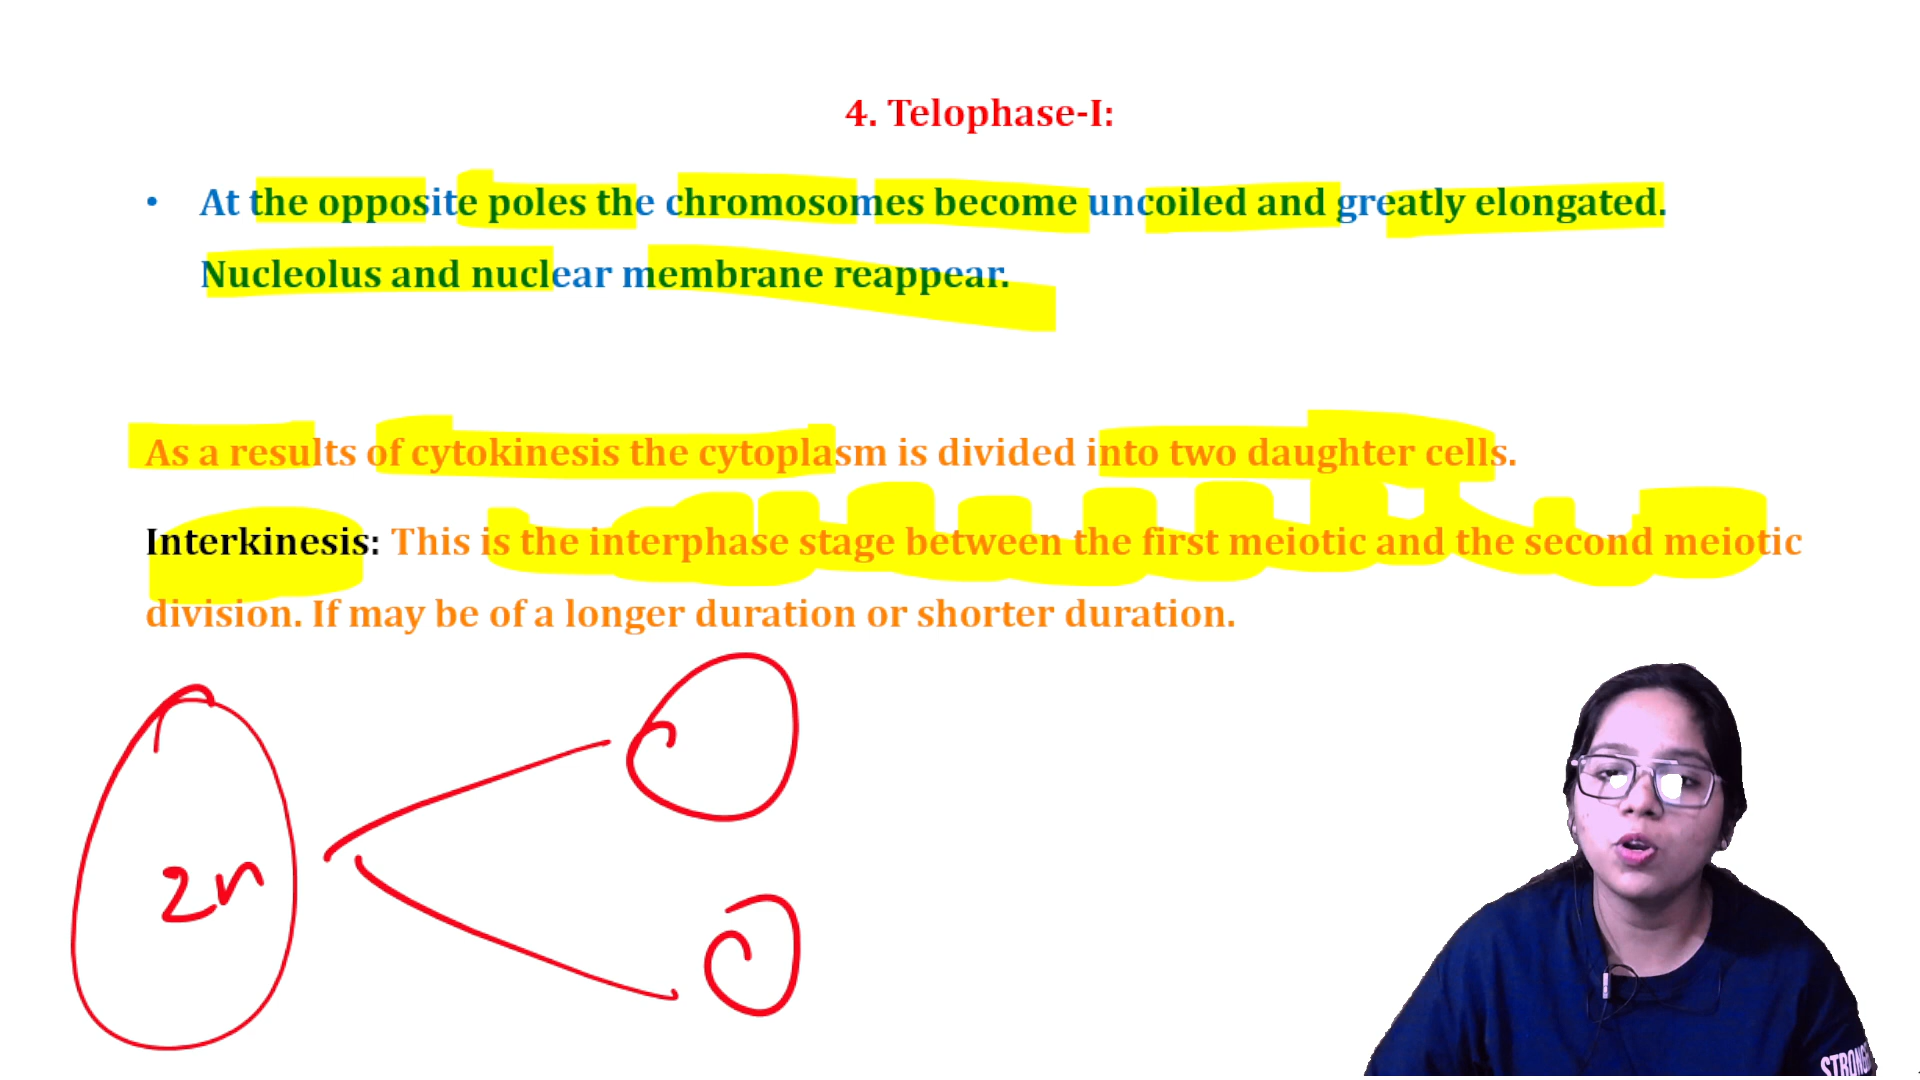 4. Telophase-I:
• At the opposite poles the chromosomes become uncoiled and greatly elongated.
Nucleolus and nuclear membrane reappear.
As a results of cytokinesis the cytoplasm is divided into two daughter cells.
Interkinesis: This is the interphase stage between the first meiotic and the second meiotic
division. If may be of a longer duration or shorter duration.
2n